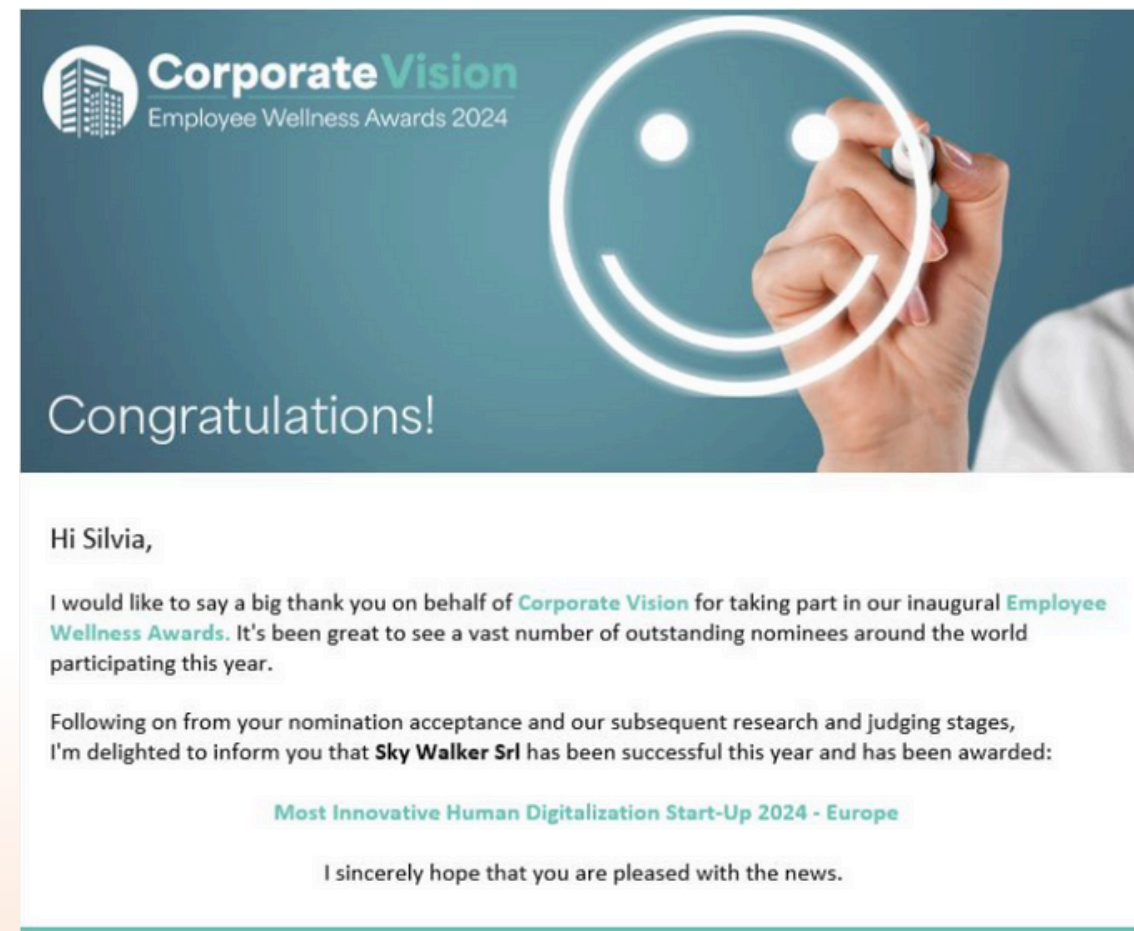 Corporate Vision
Employee Wellness Awards 2024
Congratulations!
Hi Silvia,
I would like to say a big thank you on behalf of Corporate Vision for taking part in our inaugural Employee
Wellness Awards. It's been great to see a vast number of outstanding nominees around the world
participating this year.
Following on from your nomination acceptance and our subsequent research and judging stages,
I'm delighted to inform you that Sky Walker Srl has been successful this year and has been awarded:
Most Innovative Human Digitalization Start-Up 2024 - Europe
I sincerely hope that you are pleased with the news.